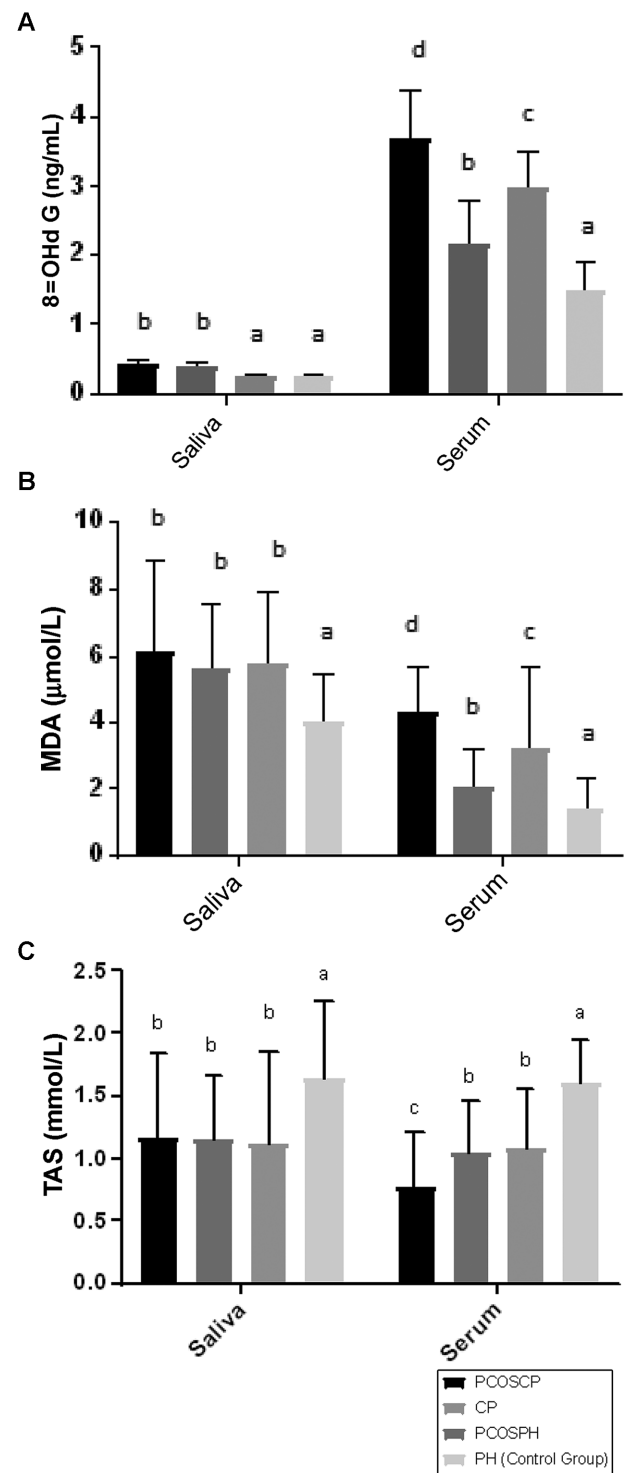 A
8=OHd G (ng/mL)
5
4
3
2
1
0
b
b
a
a
d
b
c
a
Saliva
Serum
B
MDA (μmol/L)
10
8
6
4
2
0
b
b
b
a
d
b
c
a
Saliva
Serum
C
TAS (mmol/L)
2.5
2.0
1.5
1.0
0.5
0.0
b
b
b
a
c
b
b
a
Saliva
Serum
PCOSCP
CP
PCOSPH
PH (Control Group)